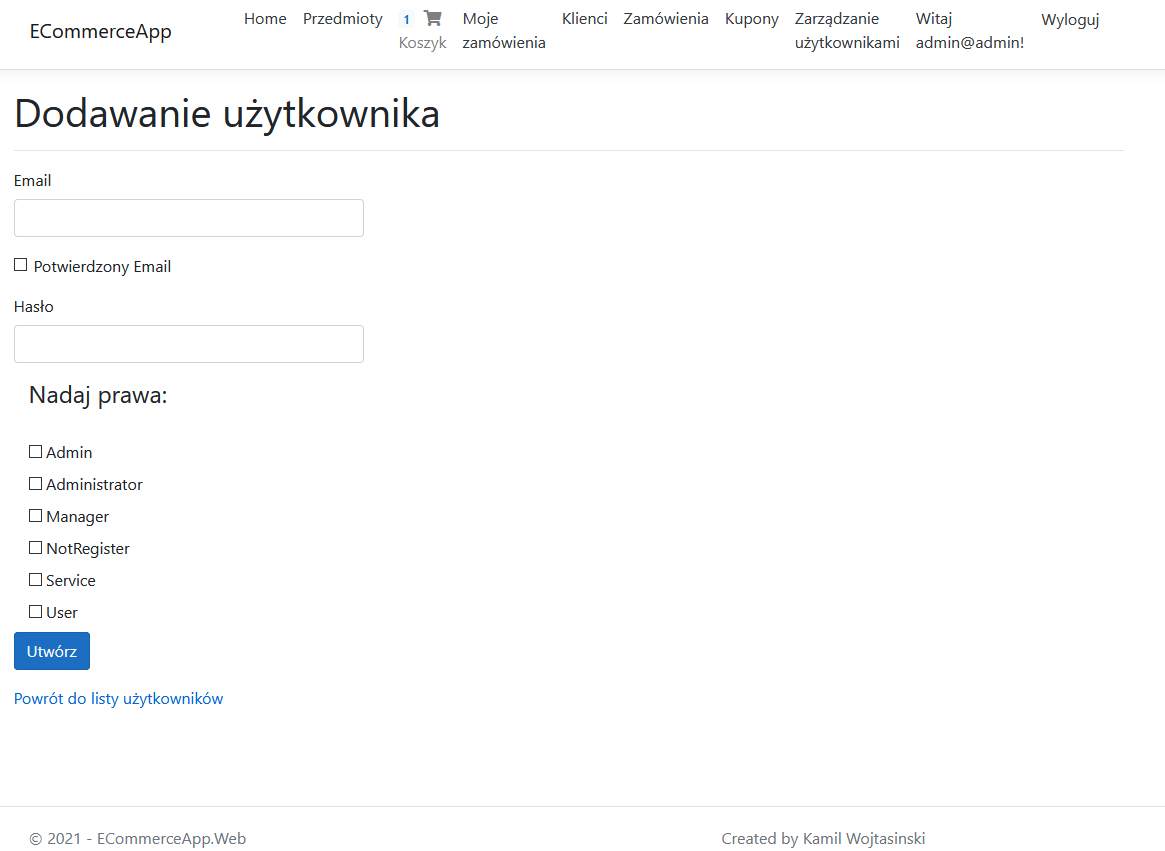 ECommerceApp
Home
Przedmioty
1
Koszyk
Moje
zamówienia
Klienci
Zamówienia
Kupony
Zarządzanie
użytkownikami
Witaj
admin@admin!
Wyloguj
Dodawanie użytkownika
Email
Potwierdzony Email
Hasło
Nadaj prawa:
Admin
Administrator
Manager
NotRegister
Service
User
Utwórz
Powrót do listy użytkowników
© 2021 - ECommerceApp.Web
Created by Kamil Wojtasinski